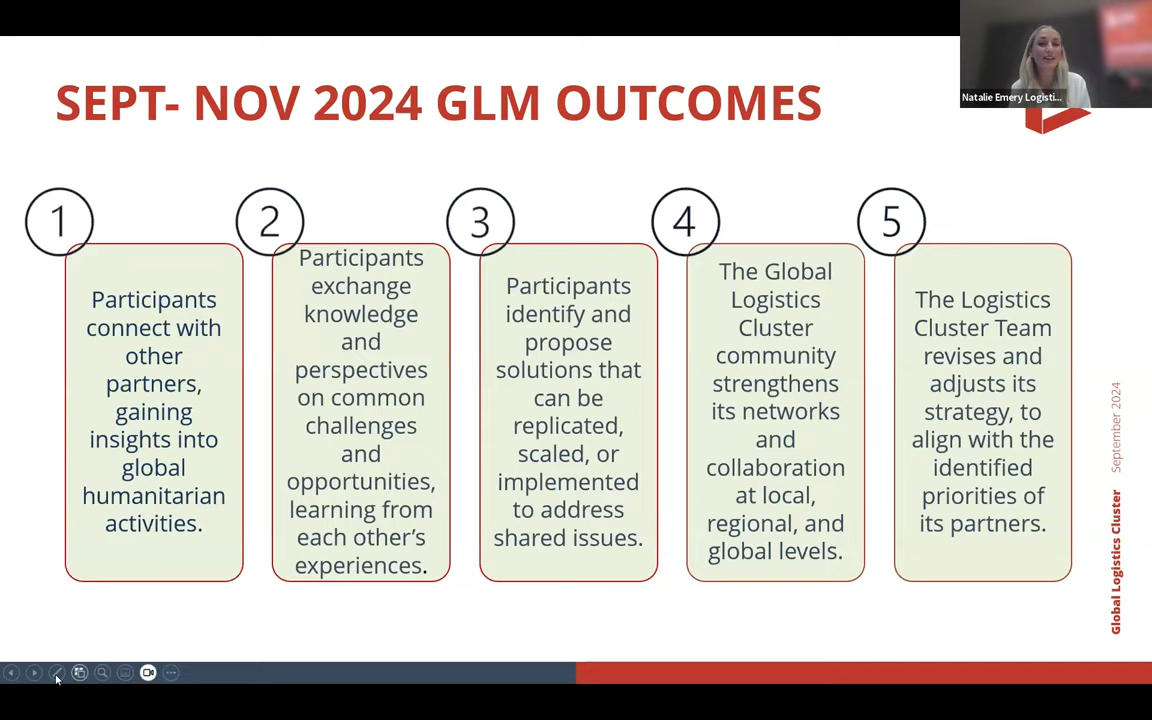 Natalie Emery Logisti...
SEPT- NOV 2024 GLM OUTCOMES
1
Participants
connect with
other
partners,
gaining
insights into
global
humanitarian
activities.
2
Participants
exchange
knowledge
and
perspectives
on common
challenges
and
opportunities,
learning from
each other’s
experiences.
3
Participants
identify and
propose
solutions that
can be
replicated,
scaled, or
implemented
to address
shared issues.
4
The Global
Logistics
Cluster
community
strengthens
its networks
and
collaboration
at local,
regional, and
global levels.
5
The Logistics
Cluster Team
revises and
adjusts its
strategy, to
align with the
identified
priorities of
its partners.
Global Logistics Cluster September 2024